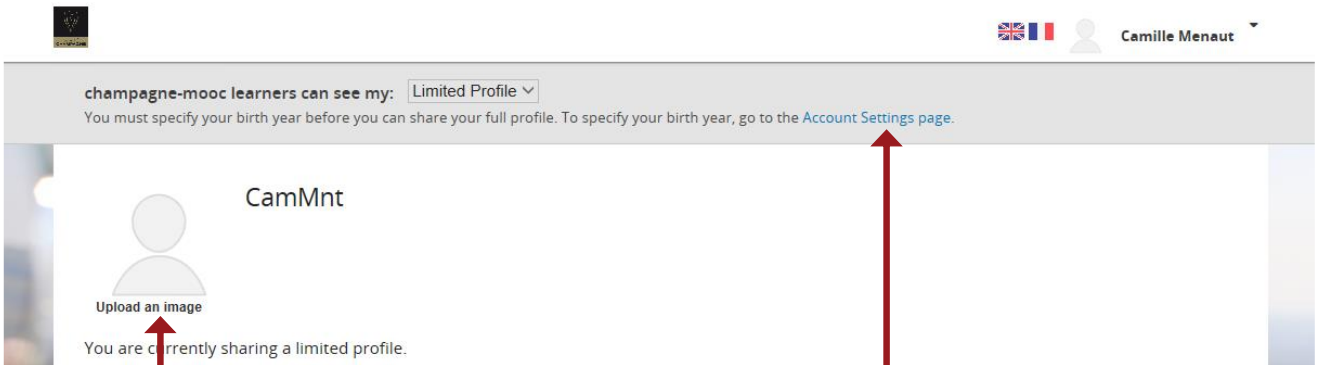 CHAMPAGNE
Camille Menaut
champagne-mooc learners can see my: Limited Profile
You must specify your birth year before you can share your full profile. To specify your birth year, go to the Account Settings page.
CamMnt
Upload an image
You are currently sharing a limited profile.